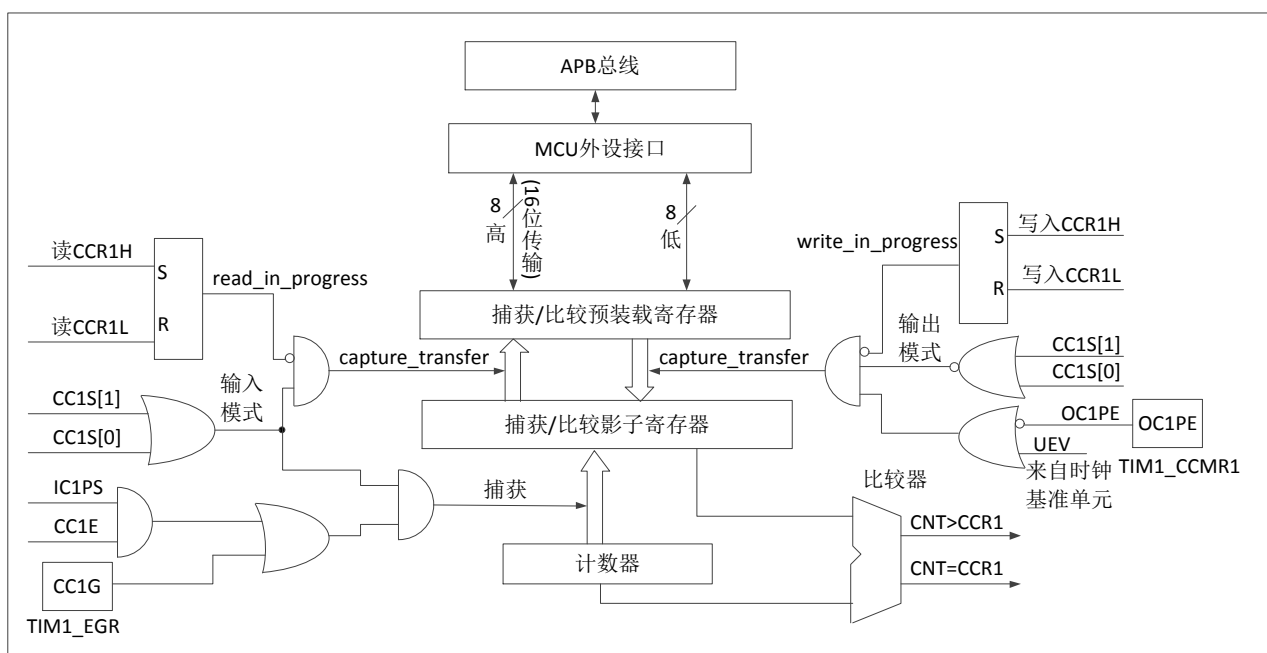 APB总线
MCU外设接口
8
高
(16位传输)
8
低
读CCR1H
S
read_in_progress
R
读CCR1L
write_in_progress
S
写入CCR1H
R
写入CCR1L
捕获/比较预装载寄存器
输出
模式
CC1S[1]
CC1S[0]
capture_transfer
capture_transfer
输入
模式
CC1S[1]
CC1S[0]
捕获/比较影子寄存器
OC1PE
OC1PE
UEV
TIM1_CCMR1
来自时钟
基准单元
IC1PS
CC1E
捕获
比较器
CNT>CCR1
计数器
CNT=CCR1
CC1G
TIM1_EGR